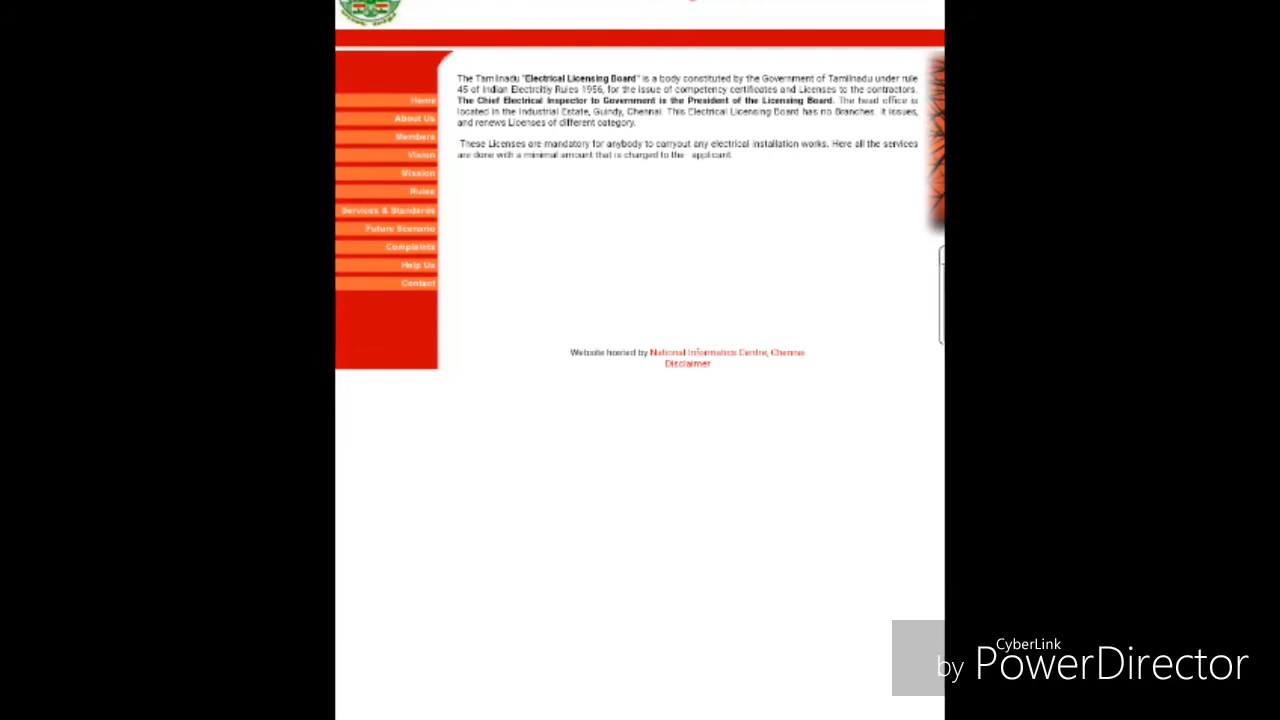 Home
About Us
Members
Vision
Mission
Rules
Services & Standards
Future Scenario
Complaints
Help Us
Contact
The Tamilnadu "Electrical Licensing Board" is a body constituted by the Government of Tamilnadu under rule
45 of Indian Electrcitiy Rules 1956, for the issue of competency certificates and Licenses to the contractors.
The Chief Electrical Inspector to Government is the President of the Licensing Board. The head office is
located in the Industrial Estate, Guindy, Chennai. This Electrical Licensing Board has no Branches. It issues,
and renews Licenses of different category.
These Licenses are mandatory for anybody to carryout any electrical installation works. Here all the services
are done with a minimal amount that is charged to the applicant.
Website hosted by National Informatics Centre, Chennai
Disclaimer
CyberLink
by PowerDirector